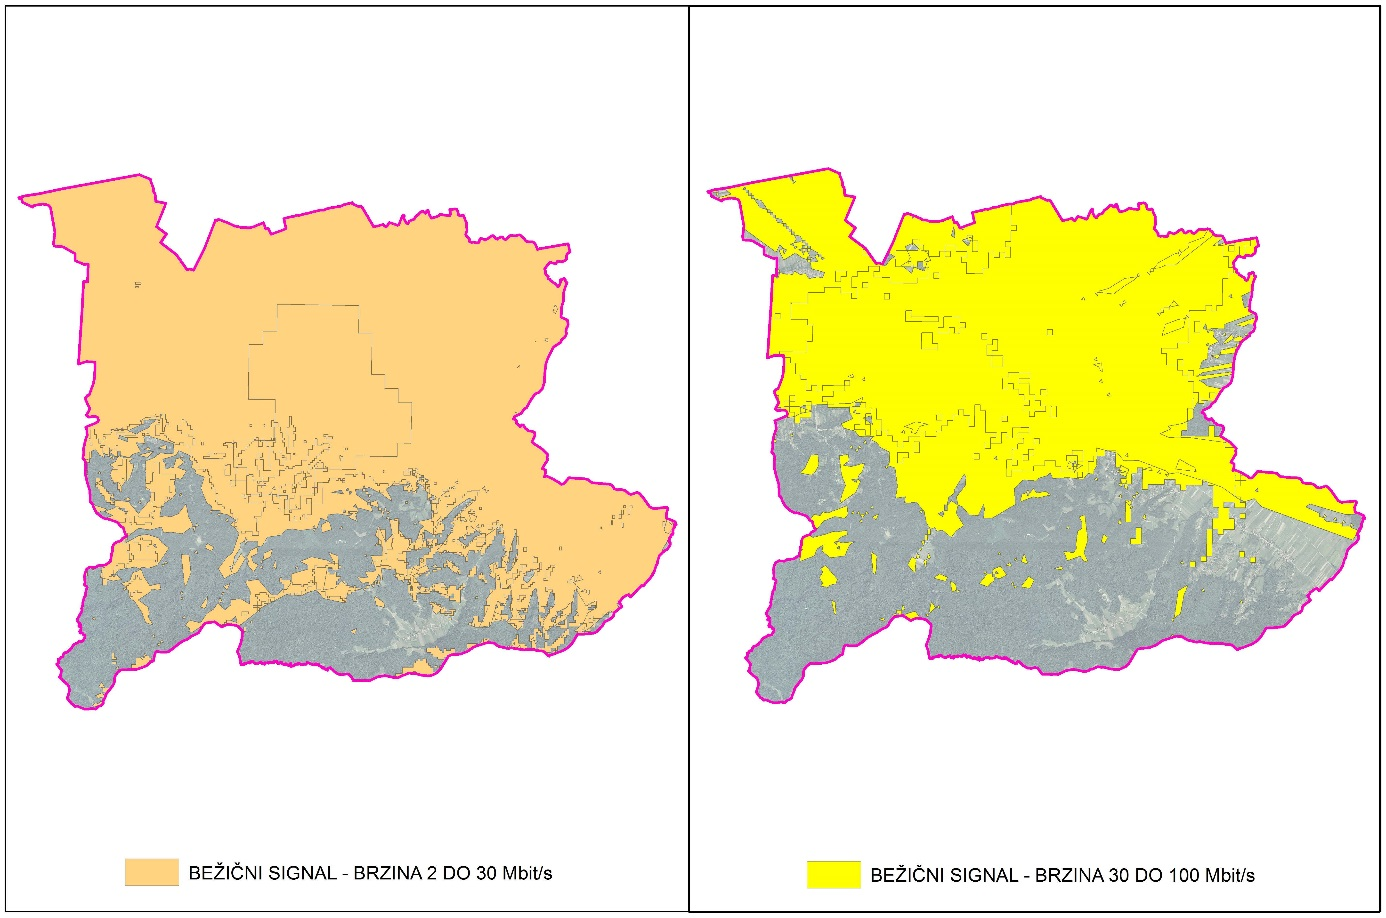 BEŽIČNI SIGNAL - BRZINA 2 DO 30 Mbit/s
BEŽIČNI SIGNAL - BRZINA 30 DO 100 Mbit/s